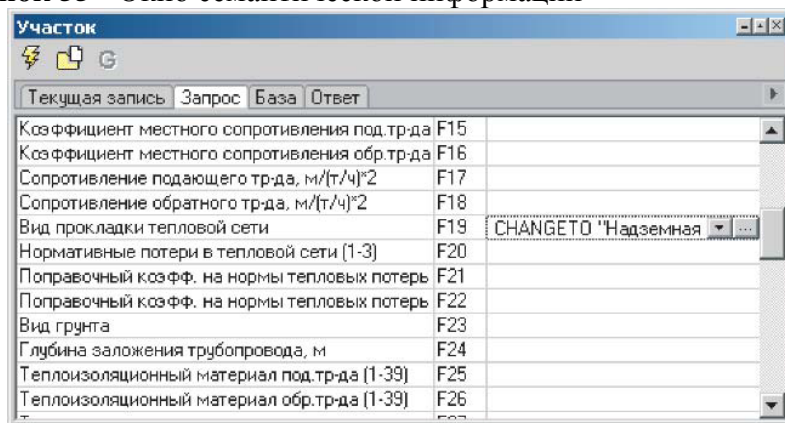 Участок
G
Текущая запись Запрос База Ответ
Коэффициент местного сопротивления под.тр-да F15
Коэффициент местного сопротивления обр.тр-да F16
Сопротивление подающего тр-да, м/(т/ч)*2 F17
Сопротивление обратного тр-да, м/(т/ч)*2 F18
Вид прокладки тепловой сети F19 CHANGETO "Надземная ...
Нормативные потери в тепловой сети (1-3) F20
Поправочный коэфф. на нормы тепловых потерь F21
Поправочный коэфф. на нормы тепловых потерь F22
Вид грунта F23
Глубина заложения трубопровода, м F24
Теплоизоляционный материал под.тр-да (1-39) F25
Теплоизоляционный материал обр.тр-да (1-39) F26